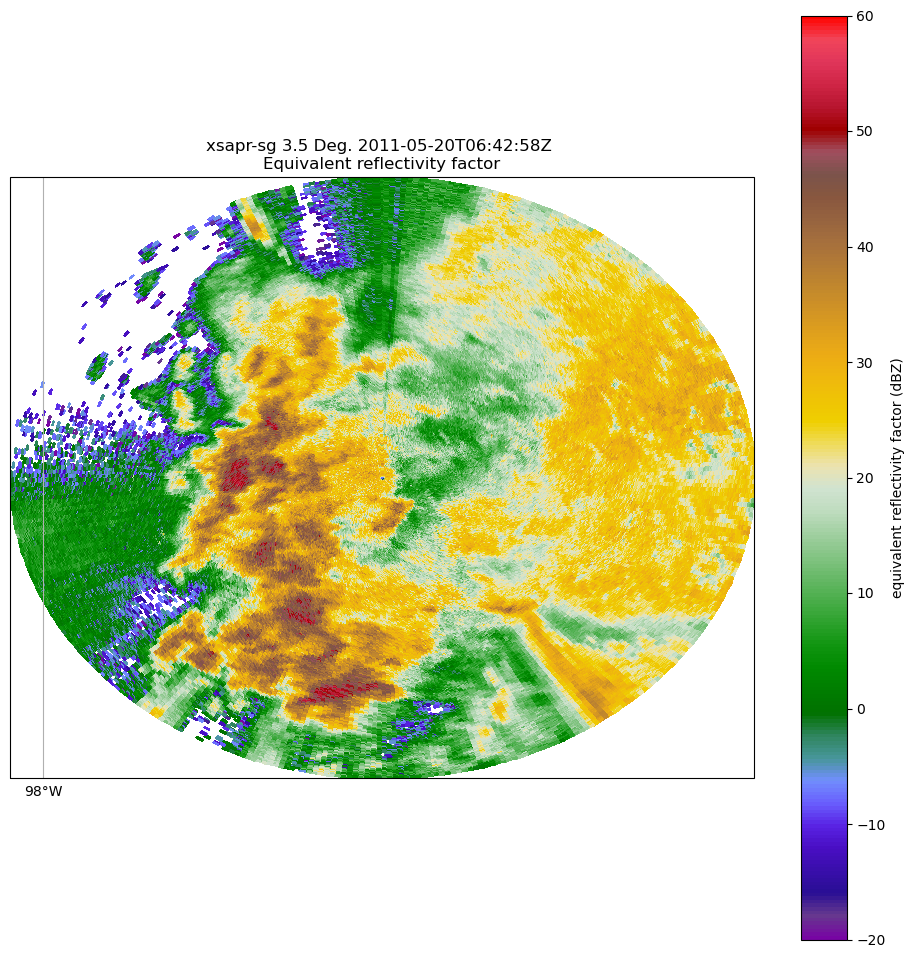 xsapr-sg 3.5 Deg. 2011-05-20T06:42:58Z
Equivalent reflectivity factor
98°W
60
50
40
30
20
10
0
−10
−20
equivalent reflectivity factor (dBZ)